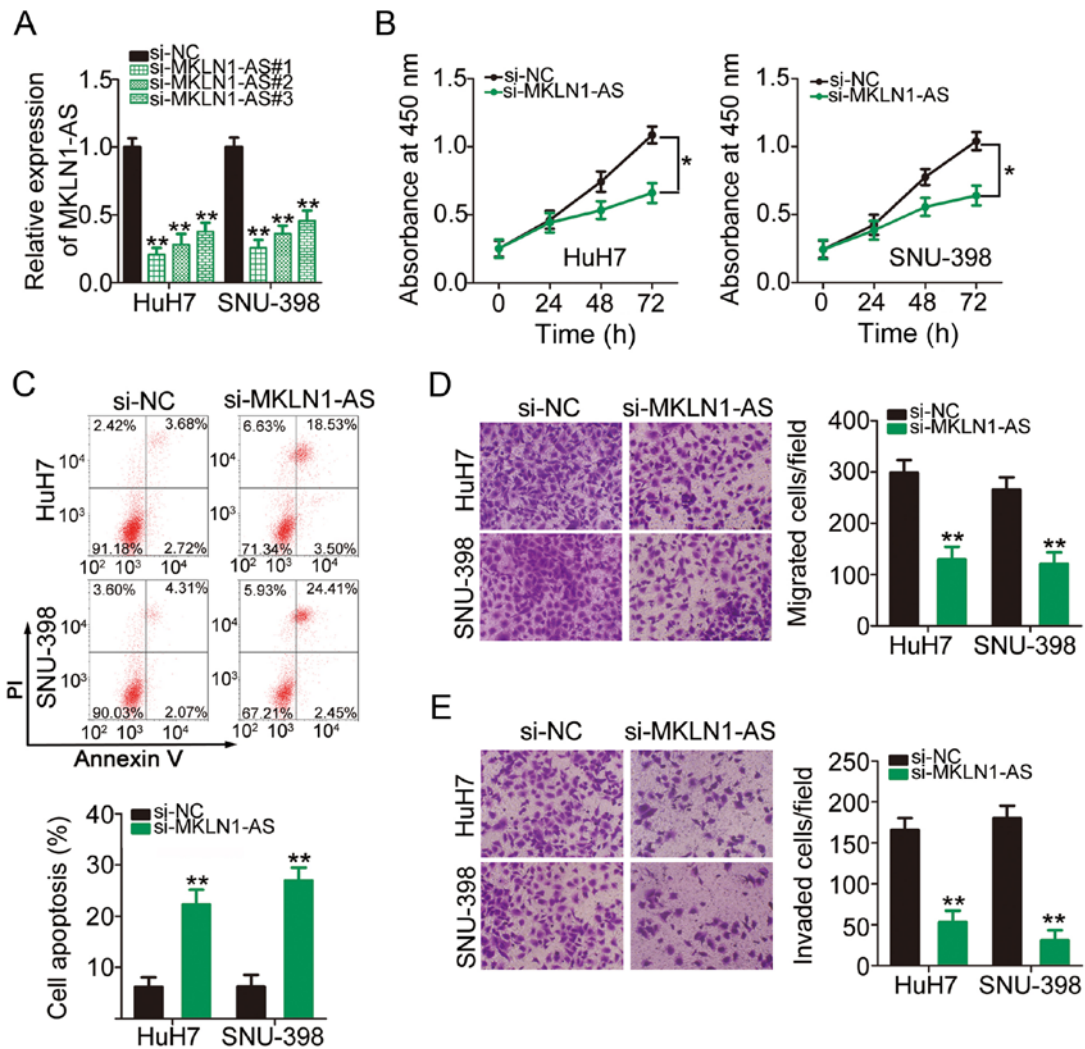 A
si-NC
si-MKLN1-AS#1
si-MKLN1-AS#2
si-MKLN1-AS#3
Relative expression
of MKLN1-AS
1.5
1.0
0.5
0.0
** ** **
** ** **
HuH7 SNU-398
B
si-NC
si-MKLN1-AS
Absorbance at 450 nm
1.5
1.0
0.5
0.0
*
HuH7
0 24 48 72
Time (h)
si-NC
si-MKLN1-AS
Absorbance at 450 nm
1.5
1.0
0.5
0.0
*
SNU-398
0 24 48 72
Time (h)
C
si-NC si-MKLN1-AS
HuH7
2.42% 3.68%
10⁴
10³
91.18% 2.72%
10² 10³ 10⁴
6.63% 18.53%
10⁴
10³
71.34% 3.50%
10² 10³ 10⁴
SNU-398
3.60% 4.31%
10⁴
10³
90.03% 2.07%
10² 10³ 10⁴
5.93% 24.41%
10⁴
10³
67.21% 2.45%
10² 10³ 10⁴
PI
Annexin V
si-NC
si-MKLN1-AS
Cell apoptosis (%)
40
30
20
10
** **
HuH7 SNU-398
D
si-NC si-MKLN1-AS
HuH7
SNU-398
si-NC
si-MKLN1-AS
Migrated cells/field
400
300
200
100
0
** **
HuH7 SNU-398
E
si-NC si-MKLN1-AS
HuH7
SNU-398
si-NC
si-MKLN1-AS
Invaded cells/field
250
200
150
100
50
0
** **
HuH7 SNU-398